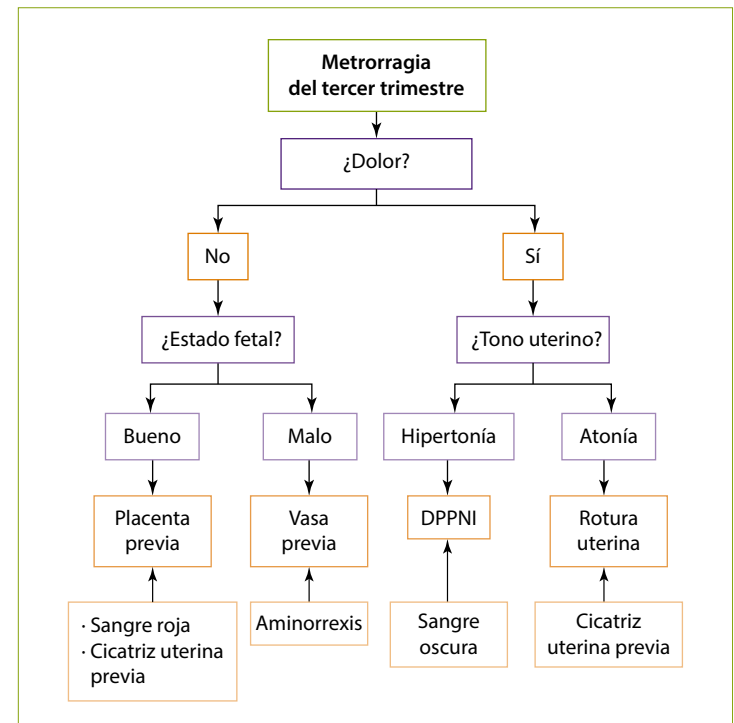 Metrorragia
del tercer trimestre
¿Dolor?
No
Sí
¿Estado fetal?
¿Tono uterino?
Bueno
Malo
Hipertonía
Atonía
Placenta
previa
Vasa
previa
DPPNI
Rotura
uterina
· Sangre roja
· Cicatriz uterina
previa
Aminorrexis
Sangre
oscura
Cicatriz
uterina previa